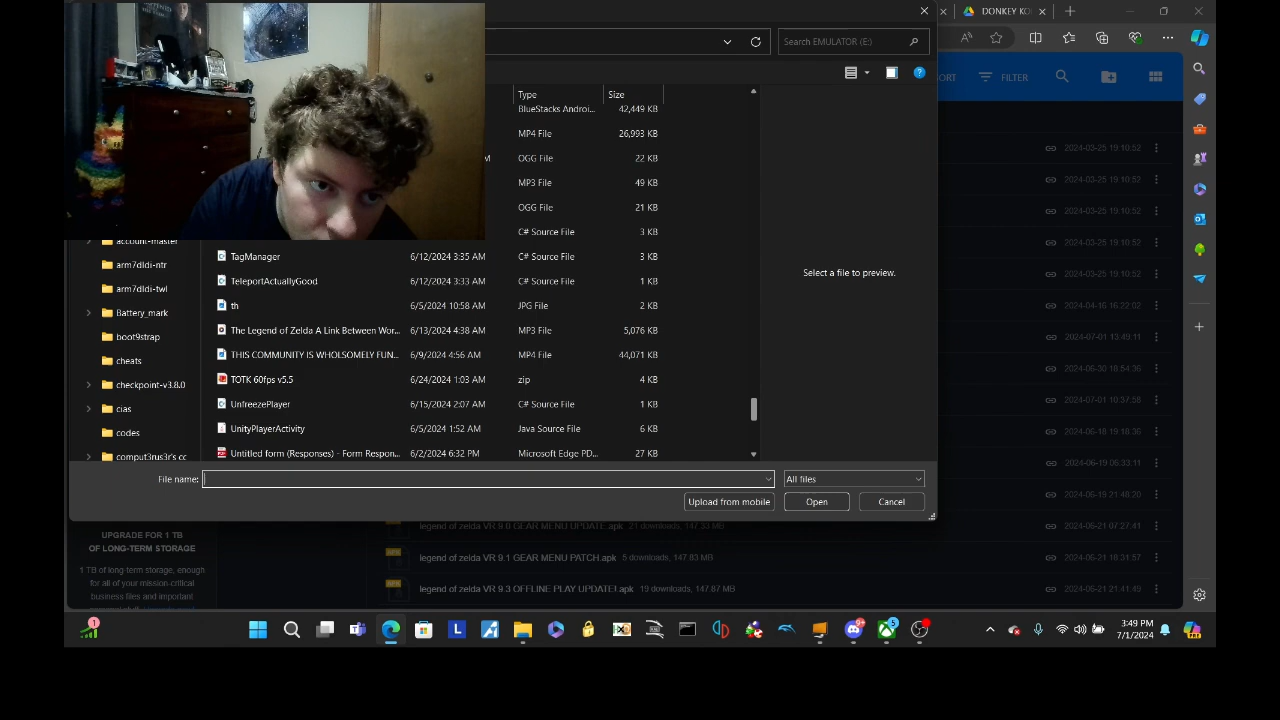 DONKEY KO
Search EMULATOR (E:)
ORT
FILTER
Type
Size
BlueStacks Androi...
42,449 KB
MP4 File
26,993 KB
M
OGG File
22 KB
MP3 File
49 KB
OGG File
21 KB
C# Source File
3 KB
account-master
TagManager
6/12/2024 3:35 AM
C# Source File
3 KB
arm7dldi-ntr
TeleportActuallyGood
6/12/2024 3:33 AM
C# Source File
1 KB
arm7dldi-twl
th
6/5/2024 10:58 AM
JPG File
2 KB
Battery_mark
The Legend of Zelda A Link Between Wor...
6/13/2024 4:38 AM
MP3 File
5,076 KB
boot9strap
THIS COMMUNITY IS WHOLSOMELY FUN...
6/9/2024 4:56 AM
MP4 File
44,071 KB
cheats
TOTK 60fps v5.5
6/24/2024 1:03 AM
zip
4 KB
checkpoint-v3.8.0
UnfreezePlayer
6/15/2024 2:07 AM
C# Source File
1 KB
cias
UnityPlayerActivity
6/5/2024 1:52 AM
Java Source File
6 KB
codes
Untitled form (Responses) - Form Respon...
6/2/2024 6:32 PM
Microsoft Edge PD...
27 KB
comput3rus3r's cc
Select a file to preview.
File name:
All files
Upload from mobile
Open
Cancel
2024-03-25 19:10:52
2024-03-25 19:10:52
2024-03-25 19:10:52
2024-03-25 19:10:52
2024-04-16 16:22:02
2024-07-01 13:49:11
2024-06-30 18:54:36
2024-07-01 10:37:58
2024-06-18 19:18:36
2024-06-19 06:33:11
2024-06-19 21:48:20
legend of zelda VR 9.0 GEAR MENU UPDATE.apk 21 downloads, 147.33 MB
2024-06-21 07:27:41
legend of zelda VR 9.1 GEAR MENU PATCH.apk 5 downloads, 147.83 MB
2024-06-21 18:31:57
legend of zelda VR 9.3 OFFLINE PLAY UPDATE!.apk 19 downloads, 147.87 MB
2024-06-21 21:41:49
UPGRADE FOR 1 TB
OF LONG-TERM STORAGE
1 TB of long-term storage, enough
for all of your mission-critical
business files and important
3:49 PM
7/1/2024